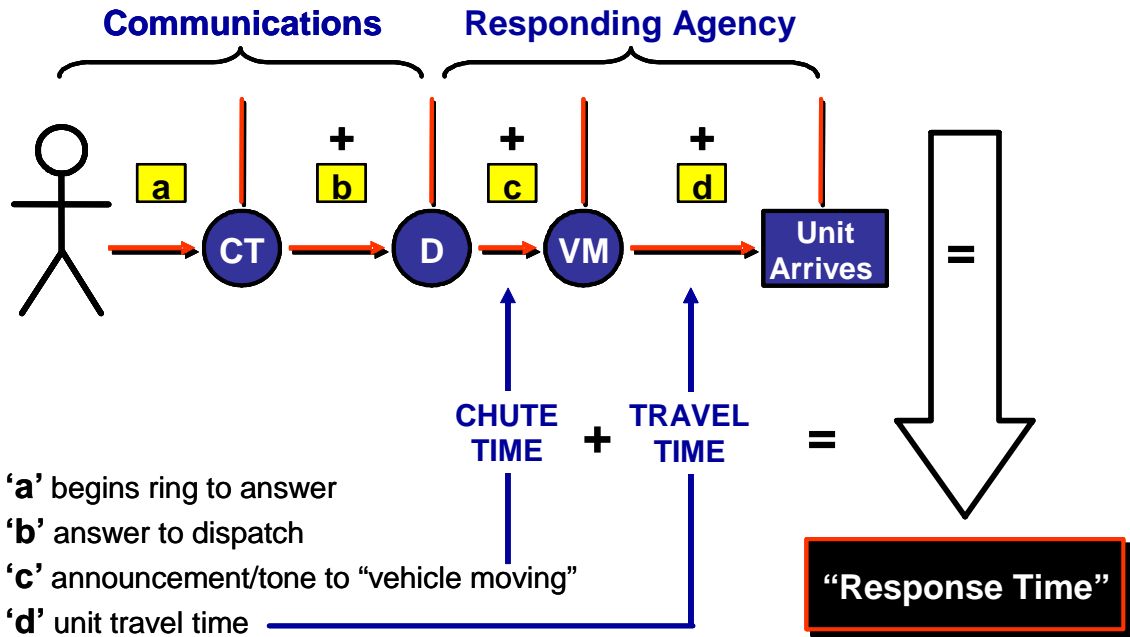 Communications
Responding Agency
+
+
+
a
b
c
d
CT
D
VM
Unit
Arrives
=
CHUTE
TIME
+
TRAVEL
TIME
=
‘a’ begins ring to answer
‘b’ answer to dispatch
‘c’ announcement/tone to “vehicle moving”
‘d’ unit travel time
“Response Time”